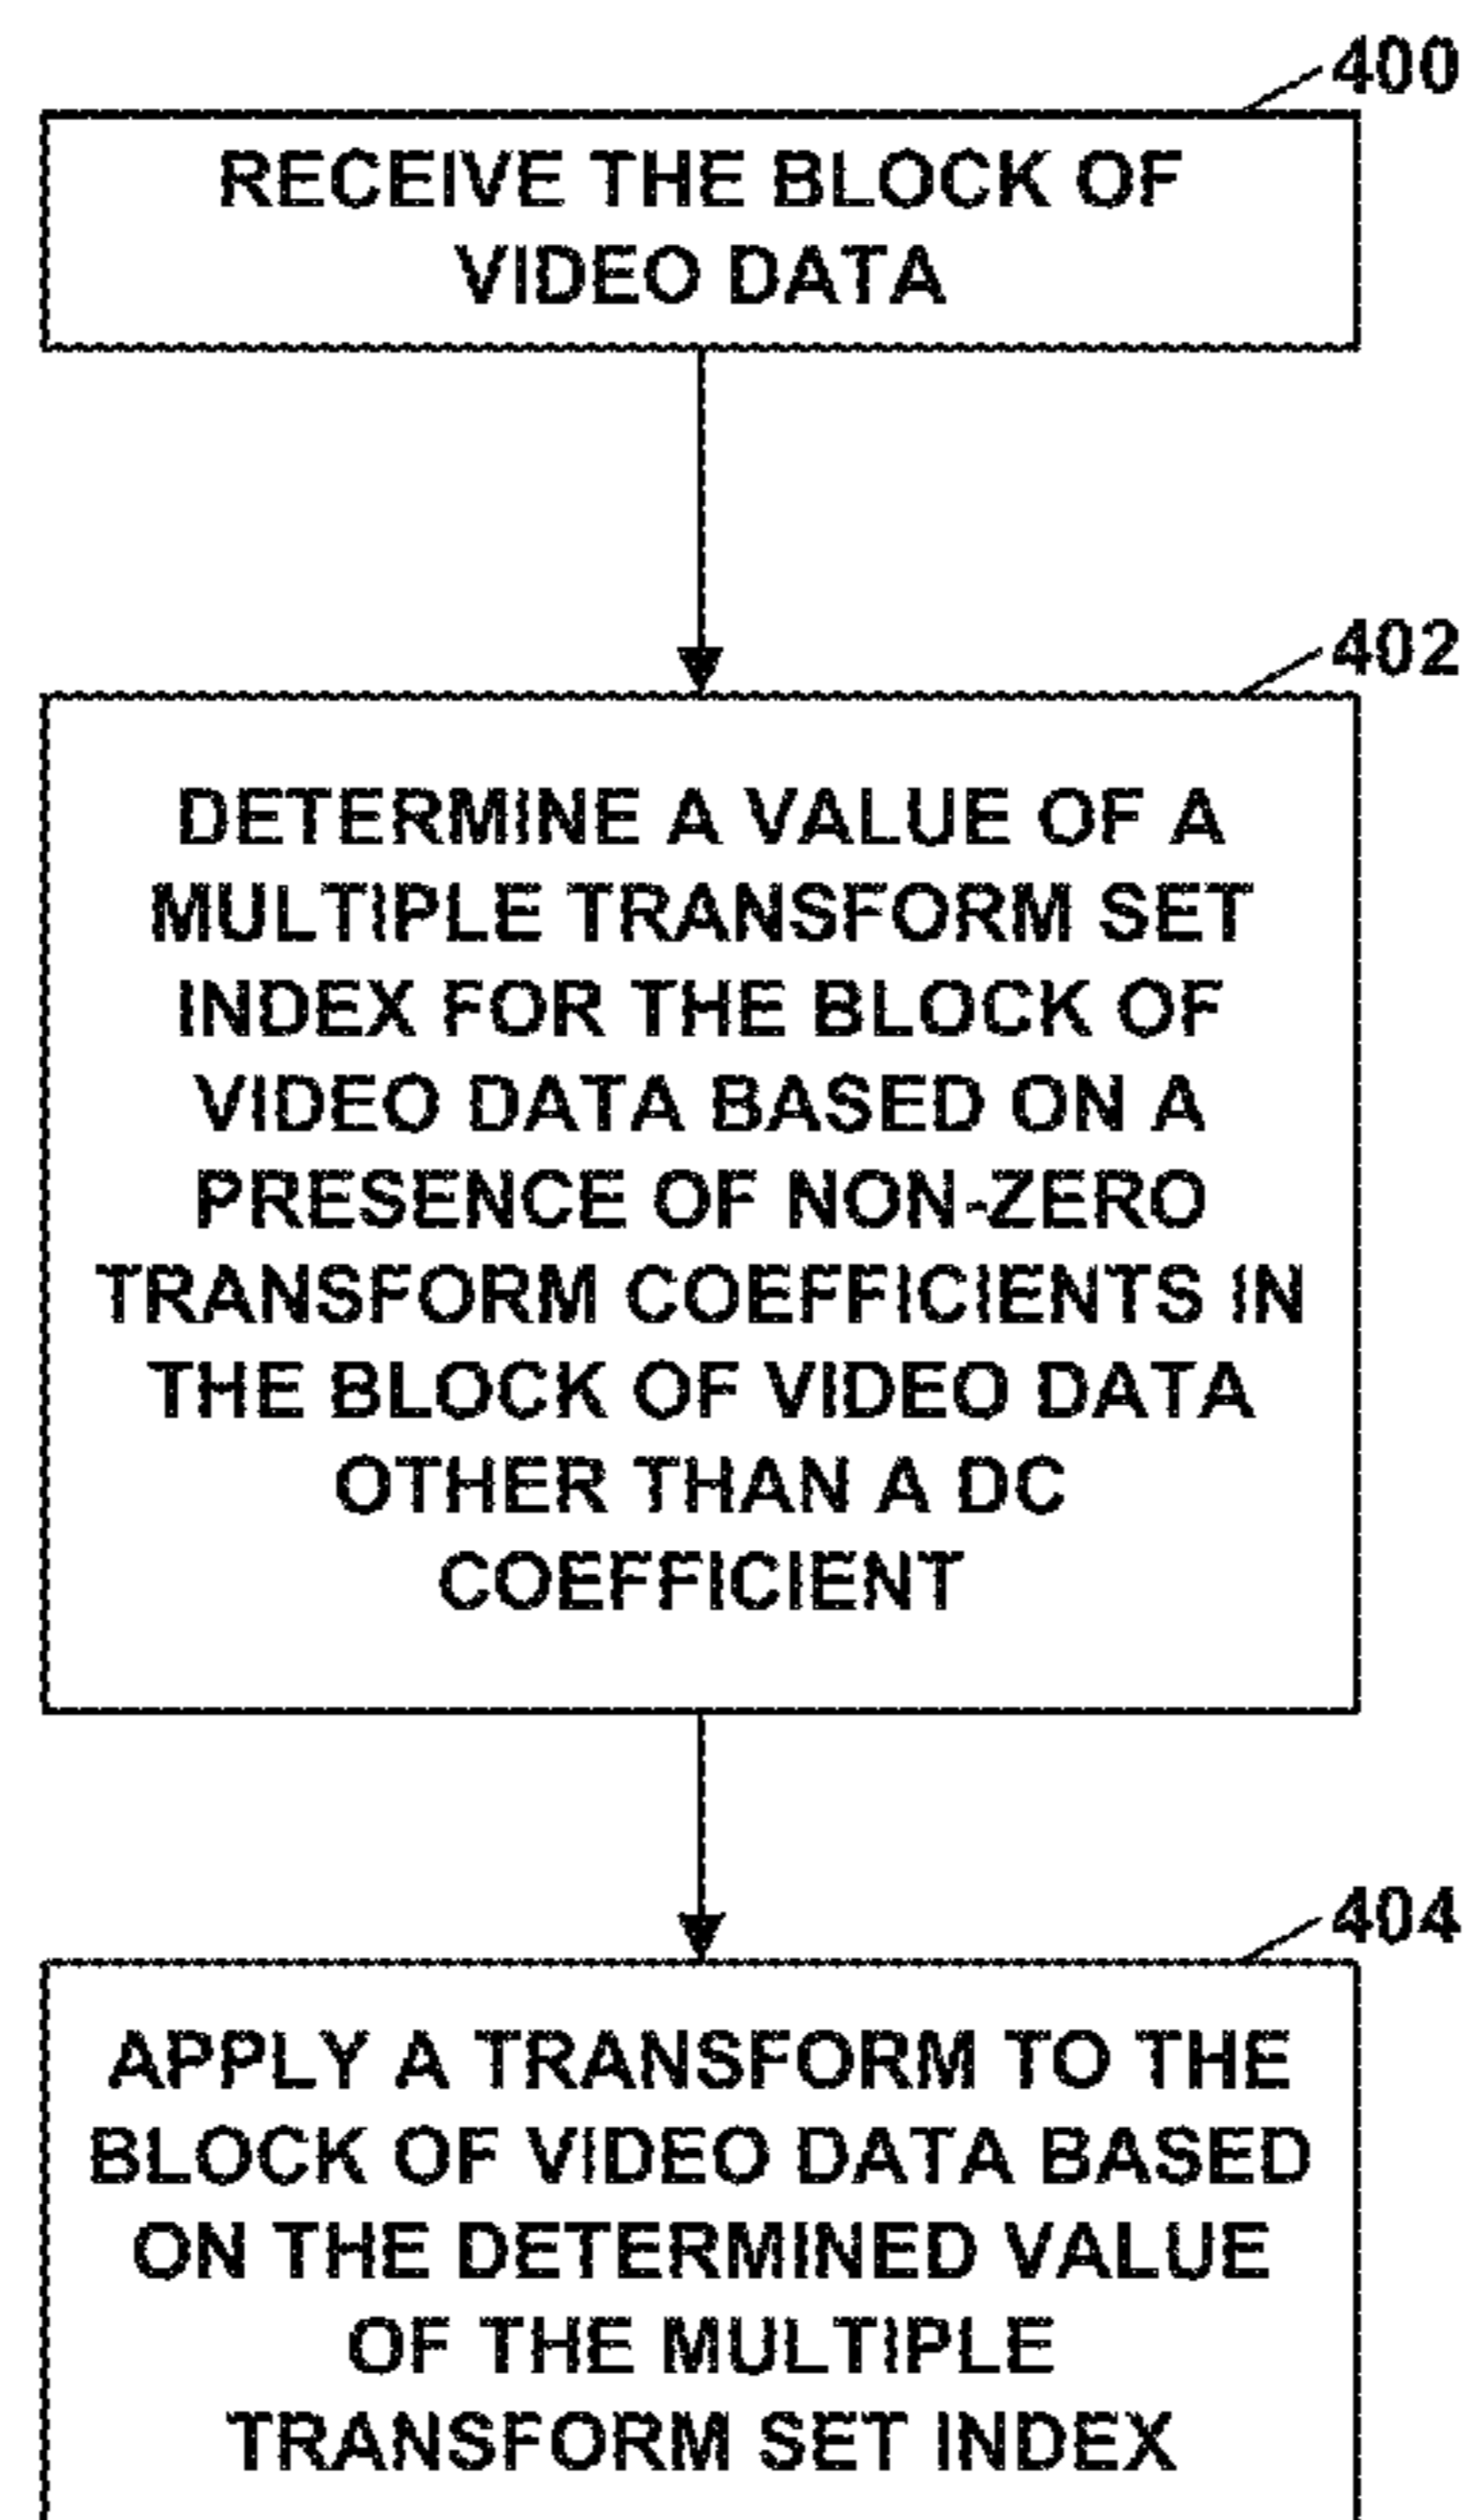 400
RECEIVE THE BLOCK OF
VIDEO DATA
402
DETERMINE A VALUE OF A
MULTIPLE TRANSFORM SET
INDEX FOR THE BLOCK OF
VIDEO DATA BASED ON A
PRESENCE OF NON-ZERO
TRANSFORM COEFFICIENTS IN
THE BLOCK OF VIDEO DATA
OTHER THAN A DC
COEFFICIENT
404
APPLY A TRANSFORM TO THE
BLOCK OF VIDEO DATA BASED
ON THE DETERMINED VALUE
OF THE MULTIPLE
TRANSFORM SET INDEX